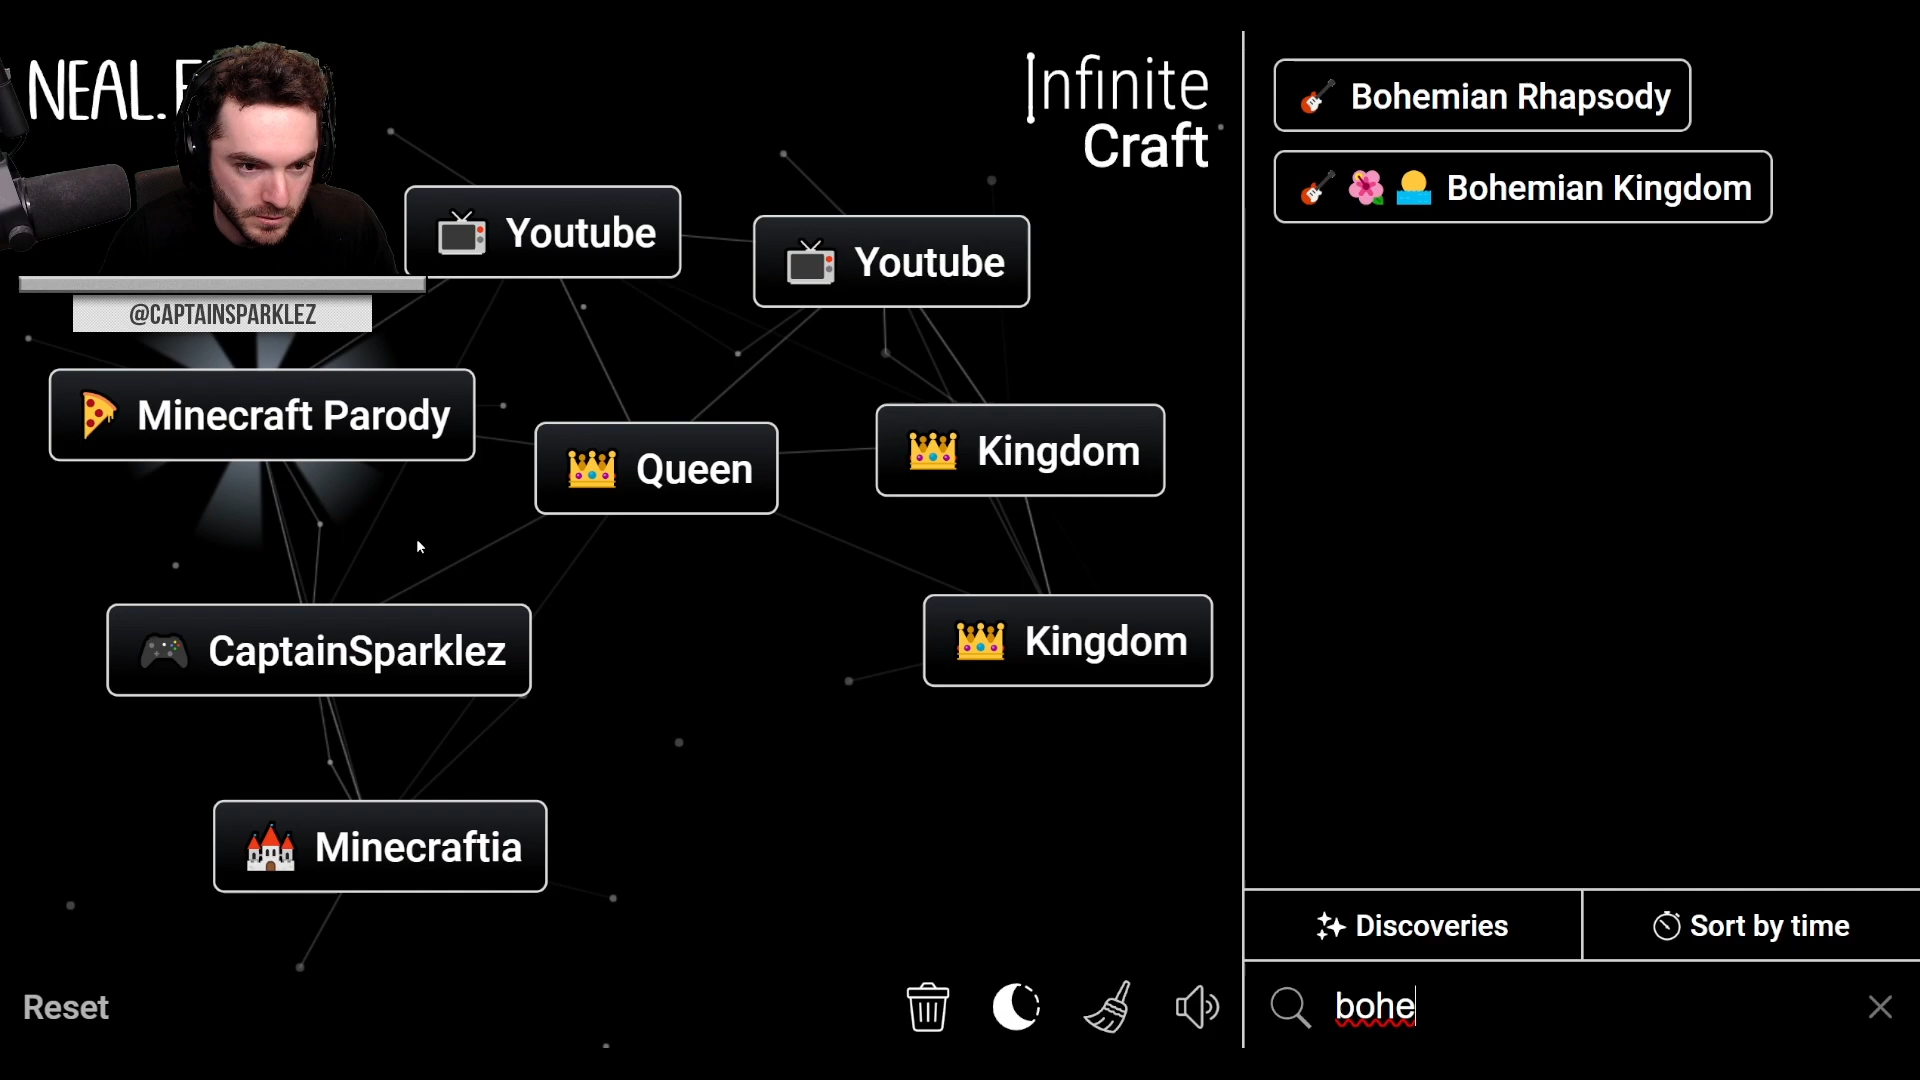 NEAL.F
Infinite
Craft
@CAPTAINSPARKLEZ
Youtube
Youtube
Minecraft Parody
Queen
Kingdom
CaptainSparklez
Kingdom
Minecraftia
Reset
Bohemian Rhapsody
Bohemian Kingdom
Discoveries
Sort by time
bohe